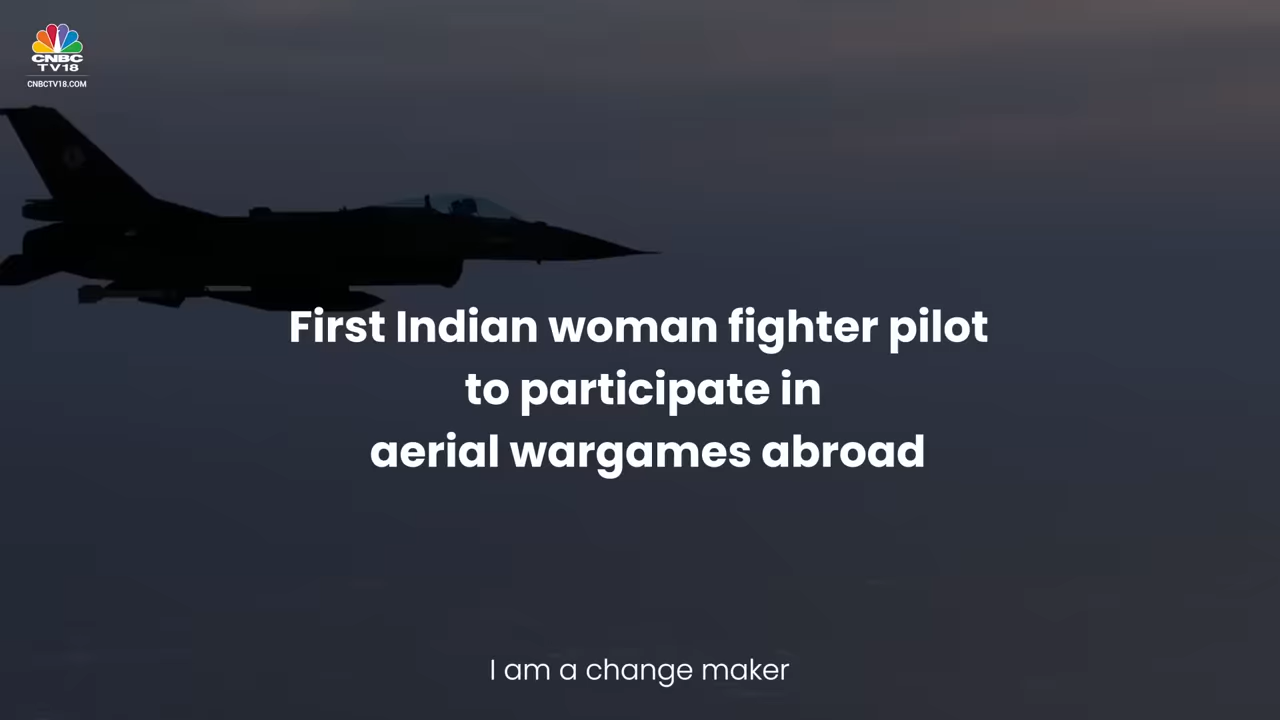 CNBC
TV18
CNBCTV18.COM
First Indian woman fighter pilot
to participate in
aerial wargames abroad
I am a change maker